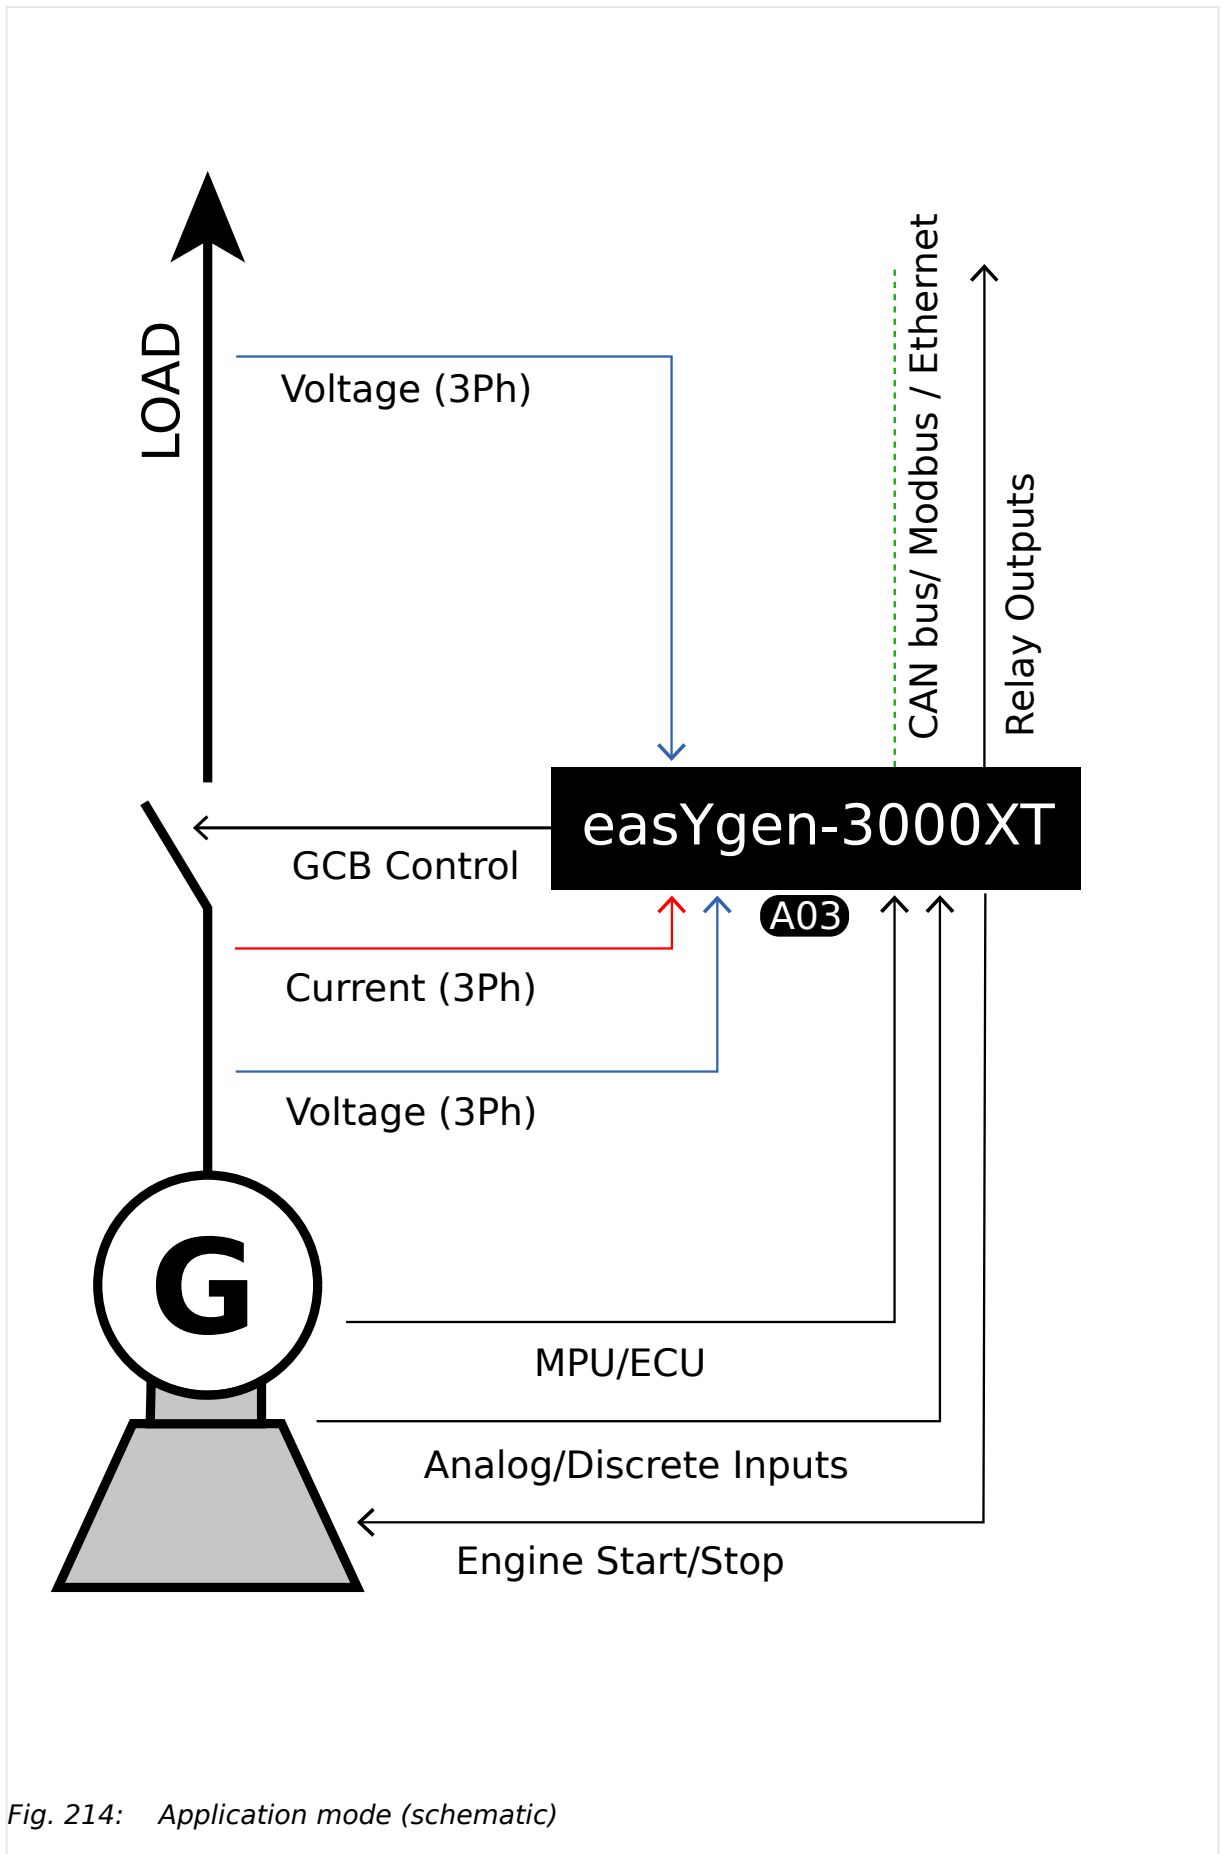 LOAD
Voltage (3Ph)
CAN bus/ Modbus / Ethernet
Relay Outputs
easYgen-3000XT
GCB Control
A03
Current (3Ph)
Voltage (3Ph)
G
MPU/ECU
Analog/Discrete Inputs
Engine Start/Stop
Fig. 214: Application mode (schematic)